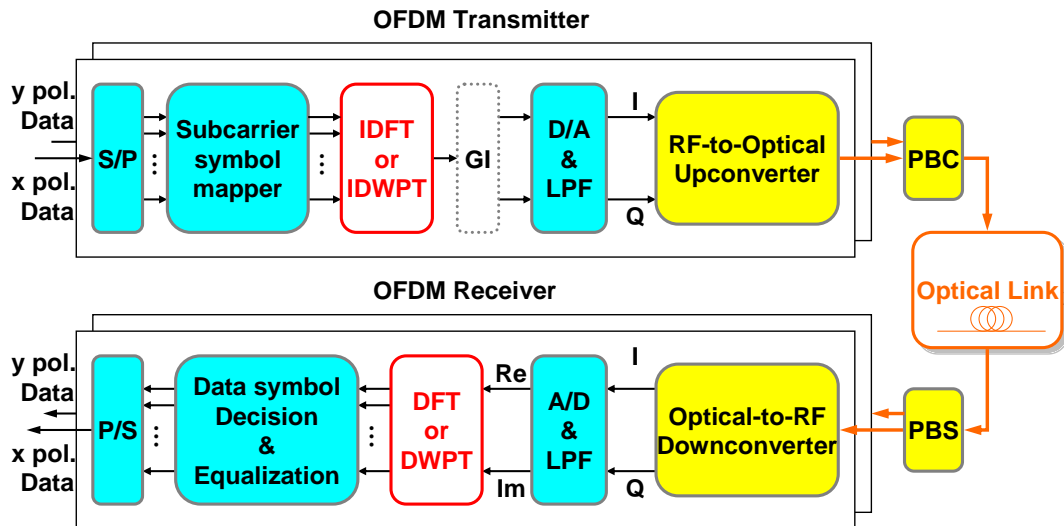 OFDM Transmitter
y pol.
Data
x pol.
Data
S/P
Subcarrier
symbol
mapper
IDFT
or
IDWPT
GI
D/A
&
LPF
I
Q
RF-to-Optical
Upconverter
PBC
Optical Link
OFDM Receiver
y pol.
Data
x pol.
Data
P/S
Data symbol
Decision
&
Equalization
DFT
or
DWPT
Re
Im
A/D
&
LPF
I
Q
Optical-to-RF
Downconverter
PBS